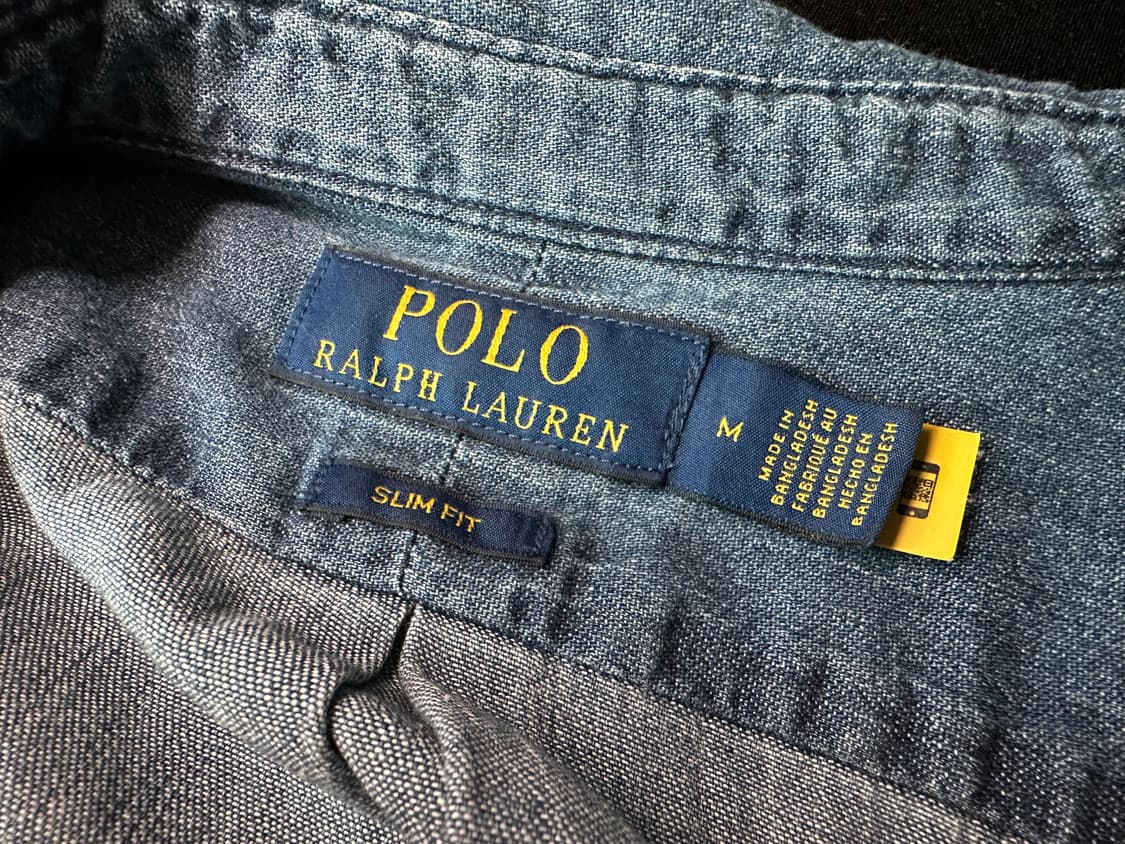 POLO
RALPH LAUREN
M
MADE IN
BANGLADESH
FABRIQUÉ AU
BANGLADESH
HECHO EN
BANGLADESH
SLIM FIT